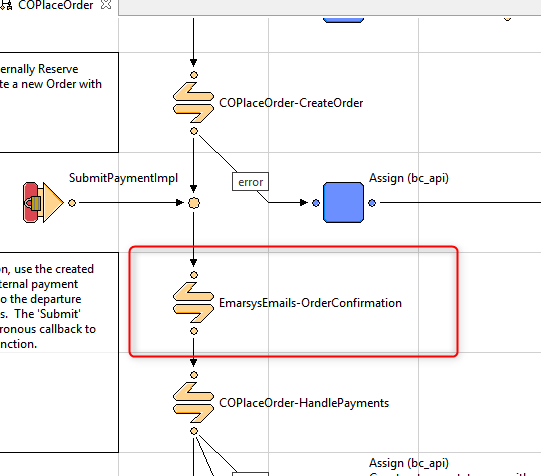 COPlaceOrder
ernally Reserve
te a new Order with
COPlaceOrder-CreateOrder
error
SubmitPaymentImpl
Assign (bc_api)
on, use the created
ternal payment
o the departure
s. The 'Submit'
ronous callback to
nction.
EmarsysEmails-OrderConfirmation
COPlaceOrder-HandlePayments
Assign (bc_api)